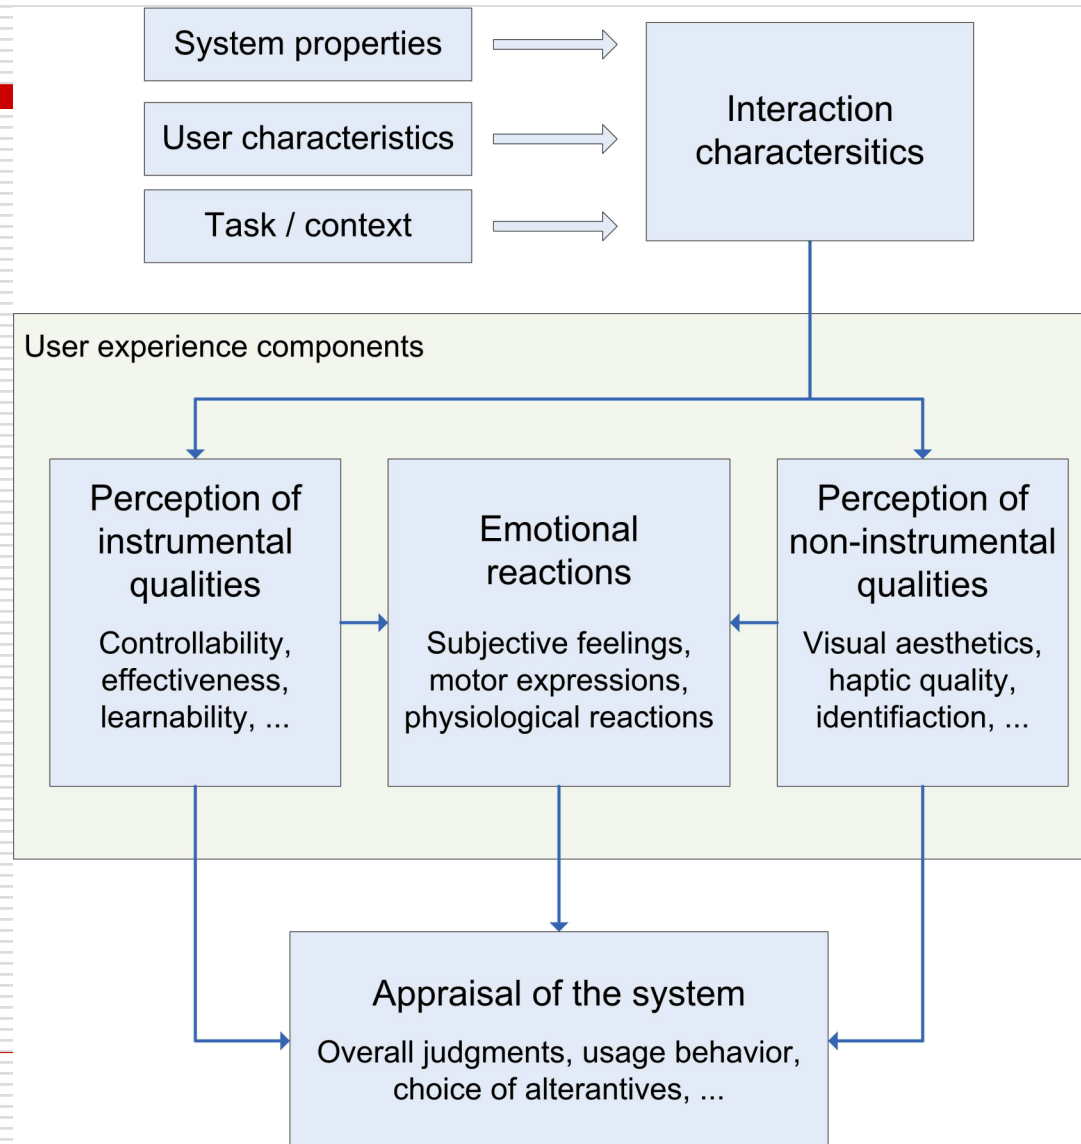 System properties
User characteristics
Task / context
Interaction
charactersitics
User experience components
Perception of
instrumental
qualities
Controllability,
effectiveness,
learnability, ...
Emotional
reactions
Subjective feelings,
motor expressions,
physiological reactions
Perception of
non-instrumental
qualities
Visual aesthetics,
haptic quality,
identifiaction, ...
Appraisal of the system
Overall judgments, usage behavior,
choice of alterantives, ...